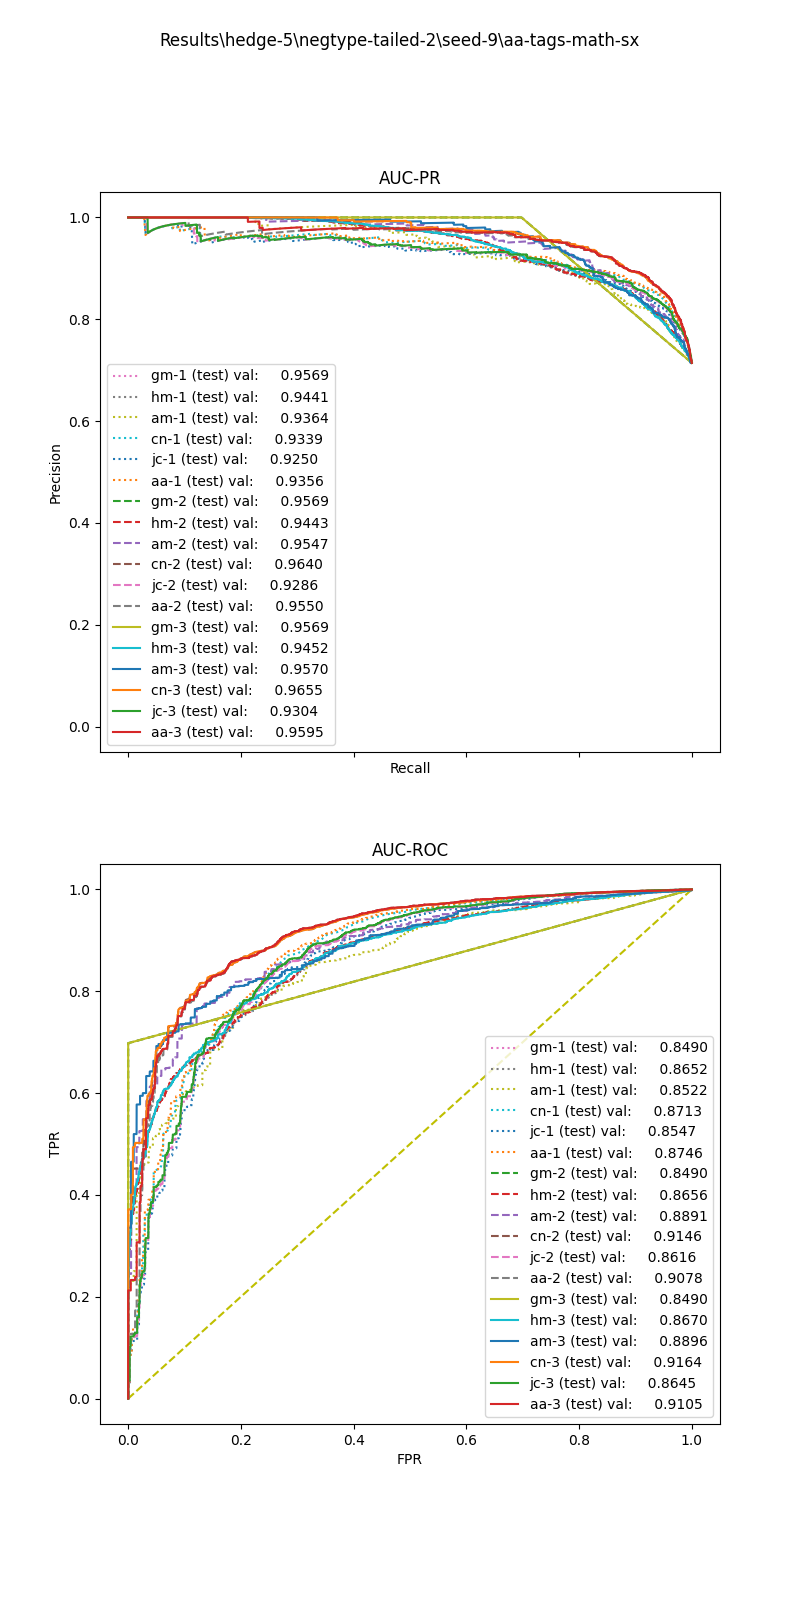 Results\hedge-5\negtype-tailed-2\seed-9\aa-tags-math-sx
AUC-PR
1.0
0.8
0.6
0.4
0.2
0.0
Precision
gm-1 (test) val: 0.9569
hm-1 (test) val: 0.9441
am-1 (test) val: 0.9364
cn-1 (test) val: 0.9339
jc-1 (test) val: 0.9250
aa-1 (test) val: 0.9356
gm-2 (test) val: 0.9569
hm-2 (test) val: 0.9443
am-2 (test) val: 0.9547
cn-2 (test) val: 0.9640
jc-2 (test) val: 0.9286
aa-2 (test) val: 0.9550
gm-3 (test) val: 0.9569
hm-3 (test) val: 0.9452
am-3 (test) val: 0.9570
cn-3 (test) val: 0.9655
jc-3 (test) val: 0.9304
aa-3 (test) val: 0.9595
Recall
AUC-ROC
1.0
0.8
0.6
0.4
0.2
0.0
TPR
gm-1 (test) val: 0.8490
hm-1 (test) val: 0.8652
am-1 (test) val: 0.8522
cn-1 (test) val: 0.8713
jc-1 (test) val: 0.8547
aa-1 (test) val: 0.8746
gm-2 (test) val: 0.8490
hm-2 (test) val: 0.8656
am-2 (test) val: 0.8891
cn-2 (test) val: 0.9146
jc-2 (test) val: 0.8616
aa-2 (test) val: 0.9078
gm-3 (test) val: 0.8490
hm-3 (test) val: 0.8670
am-3 (test) val: 0.8896
cn-3 (test) val: 0.9164
jc-3 (test) val: 0.8645
aa-3 (test) val: 0.9105
0.0 0.2 0.4 0.6 0.8 1.0
FPR